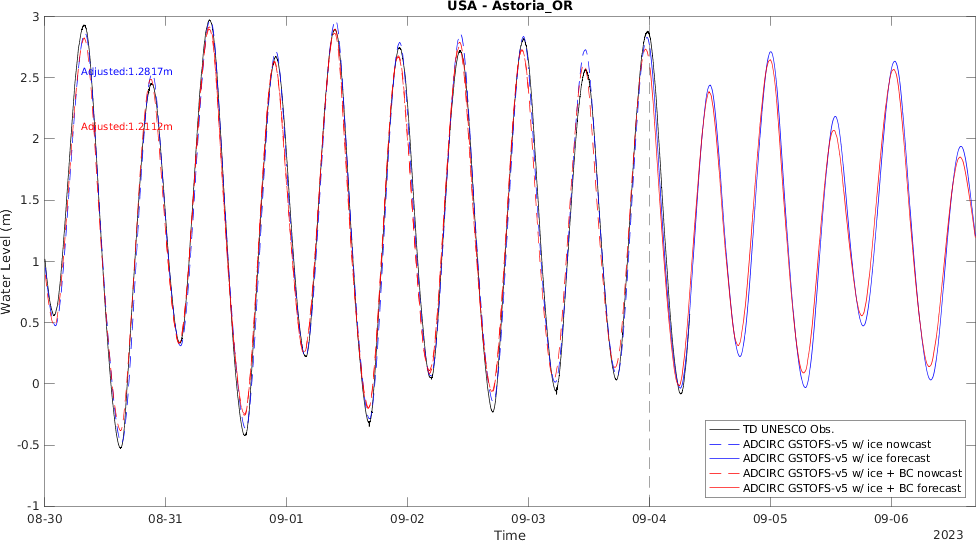 USA - Astoria_OR
3
2.5
2
1.5
1
0.5
0
-0.5
-1
Water Level (m)
Adjusted:1.2817m
Adjusted:1.2112m
TD UNESCO Obs.
ADCIRC GSTOFS-v5 w/ ice nowcast
ADCIRC GSTOFS-v5 w/ ice forecast
ADCIRC GSTOFS-v5 w/ ice + BC nowcast
ADCIRC GSTOFS-v5 w/ ice + BC forecast
08-30 08-31 09-01 09-02 09-03 09-04 09-05 09-06
Time
2023